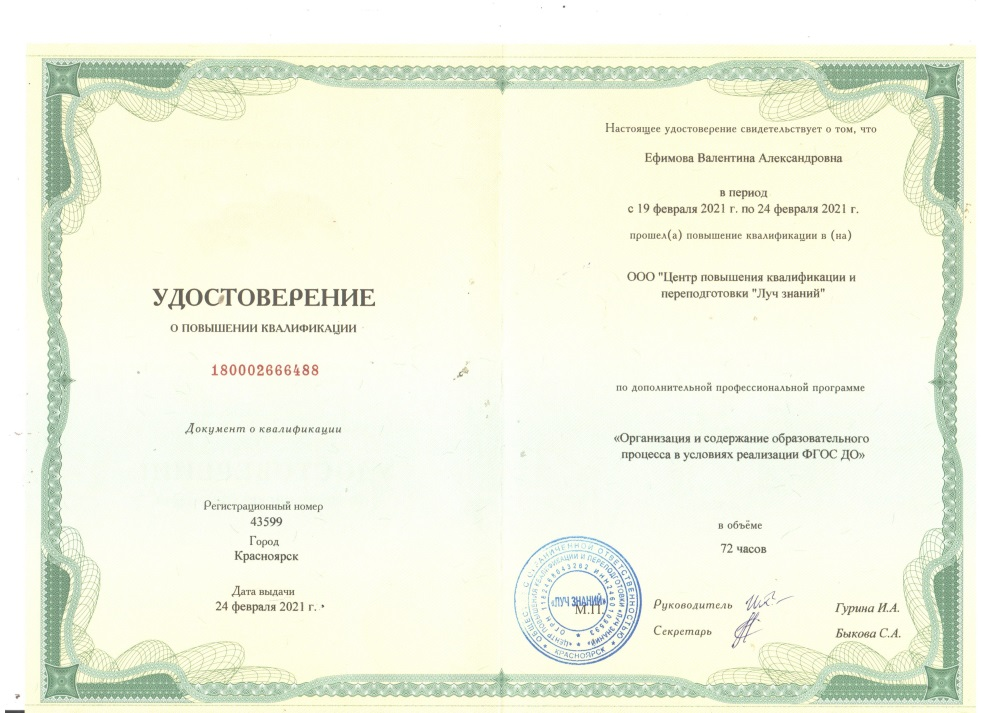 УДОСТОВЕРЕНИЕ
О ПОВЫШЕНИИ КВАЛИФИКАЦИИ
180002666488
Документ о квалификации
Регистрационный номер
43599
Город
Красноярск
Дата выдачи
24 февраля 2021 г.
Настоящее удостоверение свидетельствует о том, что
Ефимова Валентина Александровна
в период
с 19 февраля 2021 г. по 24 февраля 2021 г.
прошел(а) повышение квалификации в (на)
ООО "Центр повышения квалификации и
переподготовки "Луч знаний"
по дополнительной профессиональной программе
«Организация и содержание образовательного
процесса в условиях реализации ФГОС ДО»
в объёме
72 часов
М.П.
«ЛУЧ ЗНАНИЙ»
КРАСНОЯРСК
Руководитель
Гурина И.А.
Секретарь
Быкова С.А.